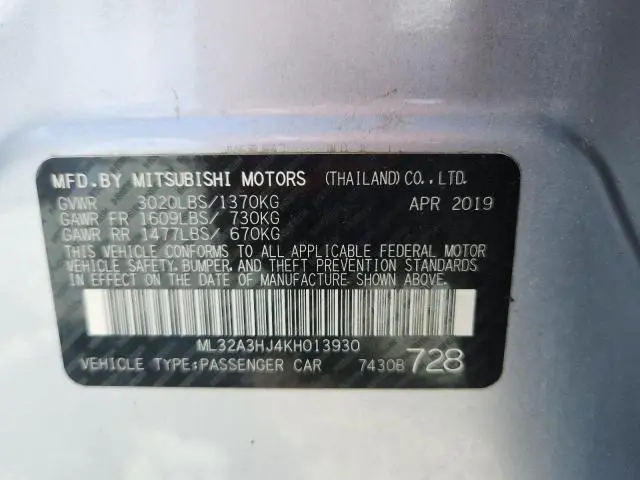 MFD.BY MITSUBISHI MOTORS (THAILAND)CO.,LTD.
GVWR 3020LBS/1370KG APR 2019
GAWR FR 1609LBS/ 730KG
GAWR RR 1477LBS/ 670KG
THIS VEHICLE CONFORMS TO ALL APPLICABLE FEDERAL MOTOR
VEHICLE SAFETY,BUMPER,AND THEFT PREVENTION STANDARDS
IN EFFECT ON THE DATE OF MANUFACTURE SHOWN ABOVE.
ML32A3HJ4KH013930
VEHICLE TYPE:PASSENGER CAR 7430B 728